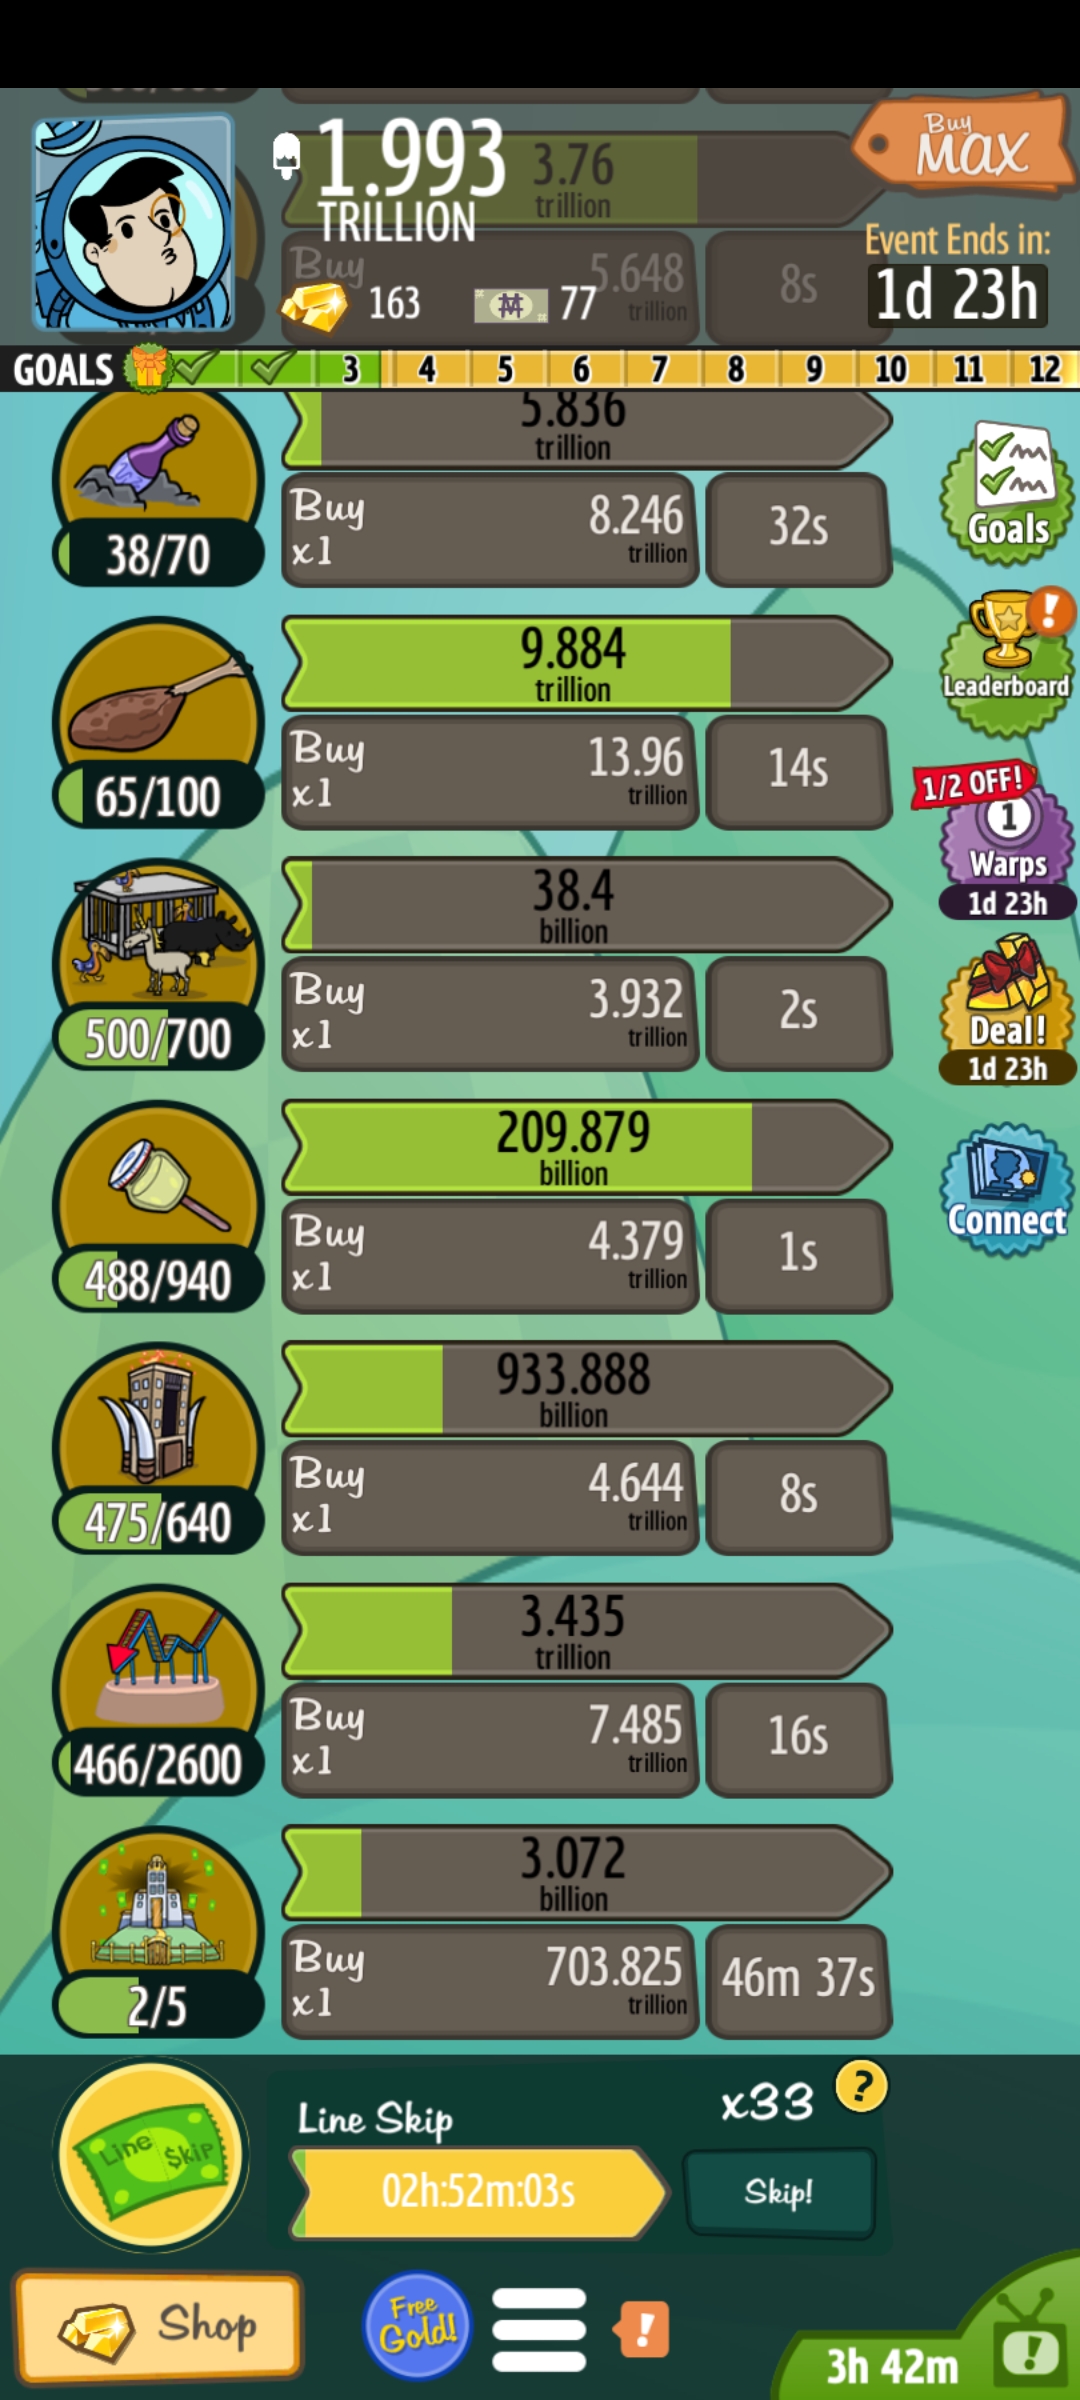 Buy
MAX
1.993
TRILLION
3.76
trillion
Event Ends in:
1d 23h
Buy
5.648
trillion
8s
163
77
GOALS 3 4 5 6 7 8 9 10 11 12
5.836
trillion
38/70
Buy
x1
8.246
trillion
32s
Goals
9.884
trillion
65/100
Buy
x1
13.96
trillion
14s
Leaderboard
1/2 OFF!
1
Warps
1d 23h
38.4
billion
500/700
Buy
x1
3.932
trillion
2s
Deal!
1d 23h
209.879
billion
488/940
Buy
x1
4.379
trillion
1s
Connect
933.888
billion
475/640
Buy
x1
4.644
trillion
8s
3.435
trillion
466/2600
Buy
x1
7.485
trillion
16s
3.072
billion
2/5
Buy
x1
703.825
trillion
46m 37s
Line $kip
Line Skip
x33
?
02h:52m:03s
Skip!
Shop
Free
Gold!
!
3h 42m
!